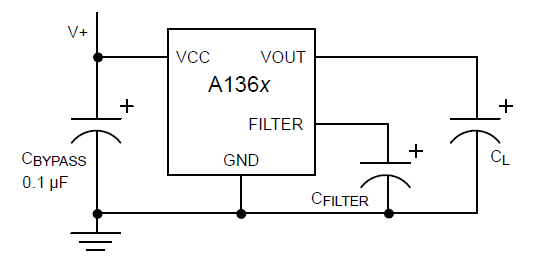 V+
VCC VOUT
A136x
+
FILTER
+
+
CBYPASS
0.1 µF
GND
CL
CFILTER